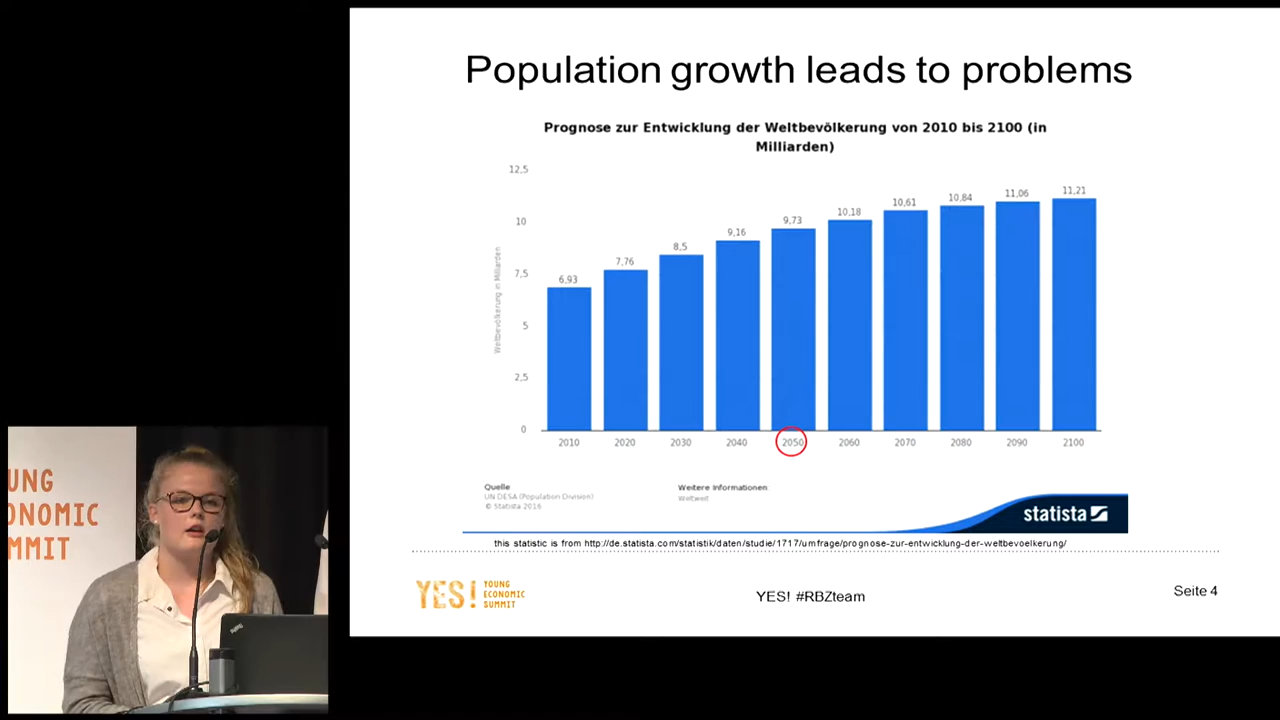 Population growth leads to problems
Prognose zur Entwicklung der Weltbevölkerung von 2010 bis 2100 (in
Milliarden)
Weltbevölkerung in Milliarden
12,5
10
7,5
5
2,5
0
6,93
7,76
8,5
9,16
9,73
10,18
10,61
10,84
11,06
11,21
2010 2020 2030 2040 2050 2060 2070 2080 2090 2100
Quelle
UN DESA (Population Division)
© Statista 2016
Weitere Informationen
Weltweit
statista
this statistic is from http://de.statista.com/statistik/daten/studie/1717/umfrage/prognose-zur-entwicklung-der-weltbevoelkerung/
YES! YOUNG
ECONOMIC
SUMMIT
YES! #RBZteam
Seite 4
UNG
ONOMIC
MMIT